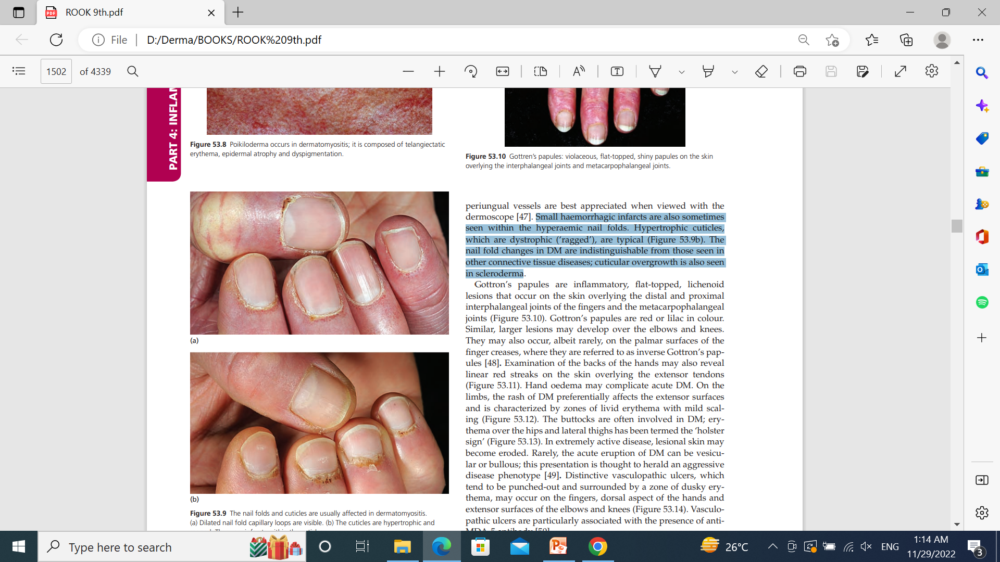 ROOK 9th.pdf
File
D:/Derma/BOOKS/ROOK%209th.pdf
1502
of 4339
PART 4: INFLAM
Figure 53.8 Poikiloderma occurs in dermatomyositis; it is composed of telangiectatic
erythema, epidermal atrophy and dyspigmentation.
(a)
(b)
Figure 53.9 The nail folds and cuticles are usually affected in dermatomyositis.
(a) Dilated nail fold capillary loops are visible. (b) The cuticles are hypertrophic and
Figure 53.10 Gottren's papules: violaceous, flat-topped, shiny papules on the skin
overlying the interphalangeal joints and metacarpophalangeal joints.
periungual vessels are best appreciated when viewed with the
dermoscope [47]. Small haemorrhagic infarcts are also sometimes
seen within the hyperaemic nail folds. Hypertrophic cuticles,
which are dystrophic ('ragged'), are typical (Figure 53.9b). The
nail fold changes in DM are indistinguishable from those seen in
other connective tissue diseases; cuticular overgrowth is also seen
in scleroderma.
Gottron's papules are inflammatory, flat-topped, lichenoid
lesions that occur on the skin overlying the distal and proximal
interphalangeal joints of the fingers and the metacarpophalangeal
joints (Figure 53.10). Gottron's papules are red or lilac in colour.
Similar, larger lesions may develop over the elbows and knees.
They may also occur, albeit rarely, on the palmar surfaces of the
finger creases, where they are referred to as inverse Gottron's pap-
ules [48]. Examination of the backs of the hands may also reveal
linear red streaks on the skin overlying the extensor tendons
(Figure 53.11). Hand oedema may complicate acute DM. On the
limbs, the rash of DM preferentially affects the extensor surfaces
and is characterized by zones of livid erythema with mild scal-
ing (Figure 53.12). The buttocks are often involved in DM; ery-
thema over the hips and lateral thighs has been termed the 'holster
sign' (Figure 53.13). In extremely active disease, lesional skin may
become eroded. Rarely, the acute eruption of DM can be vesicu-
lar or bullous; this presentation is thought to herald an aggressive
disease phenotype [49]. Distinctive vasculopathic ulcers, which
tend to be punched-out and surrounded by a zone of dusky ery-
thema, may occur on the fingers, dorsal aspect of the hands and
extensor surfaces of the elbows and knees (Figure 53.14). Vasculo-
pathic ulcers are particularly associated with the presence of anti-
MDA-5 antibody [50].
Type here to search
26°C
ENG
1:14 AM
11/29/2022
3